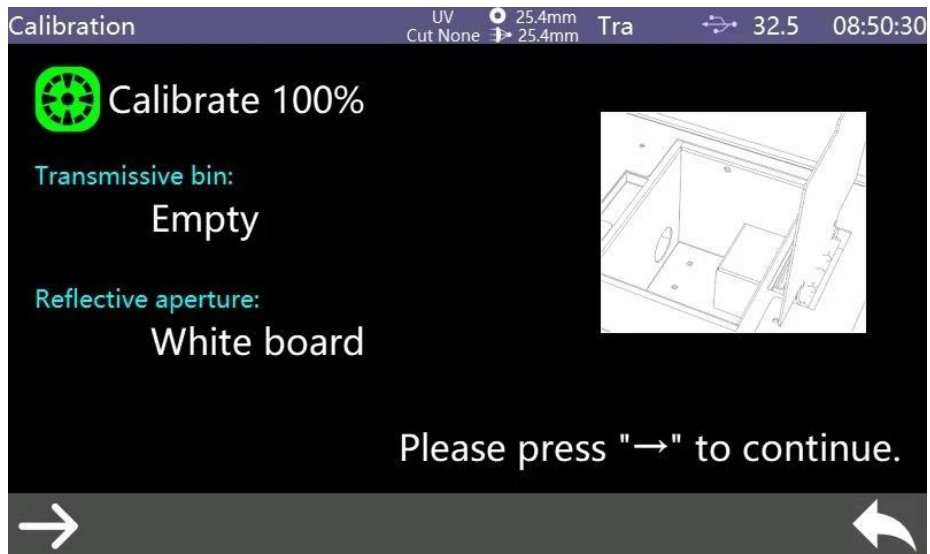 Calibration
UV
Cut None
25.4mm
25.4mm
Tra
32.5
08:50:30
Calibrate 100%
Transmissive bin:
Empty
Reflective aperture:
White board
Please press "→" to continue.